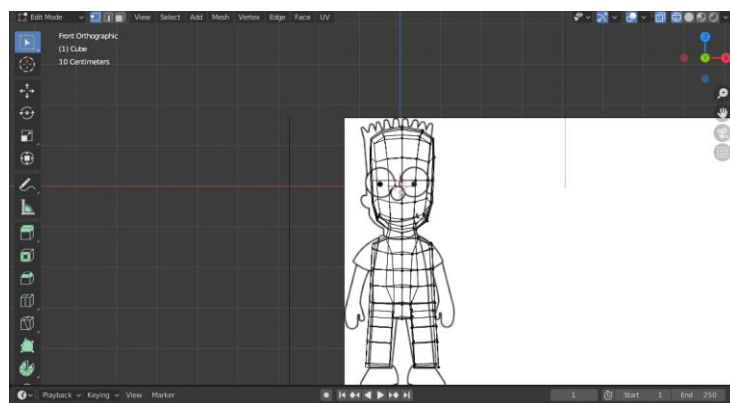 Edit Mode View Select Add Mesh Vertex Edge Face UV
Front Orthographic
(1) Cube
10 Centimeters
Z
Y
Playback Keying View Marker 1 Start 1 End 250